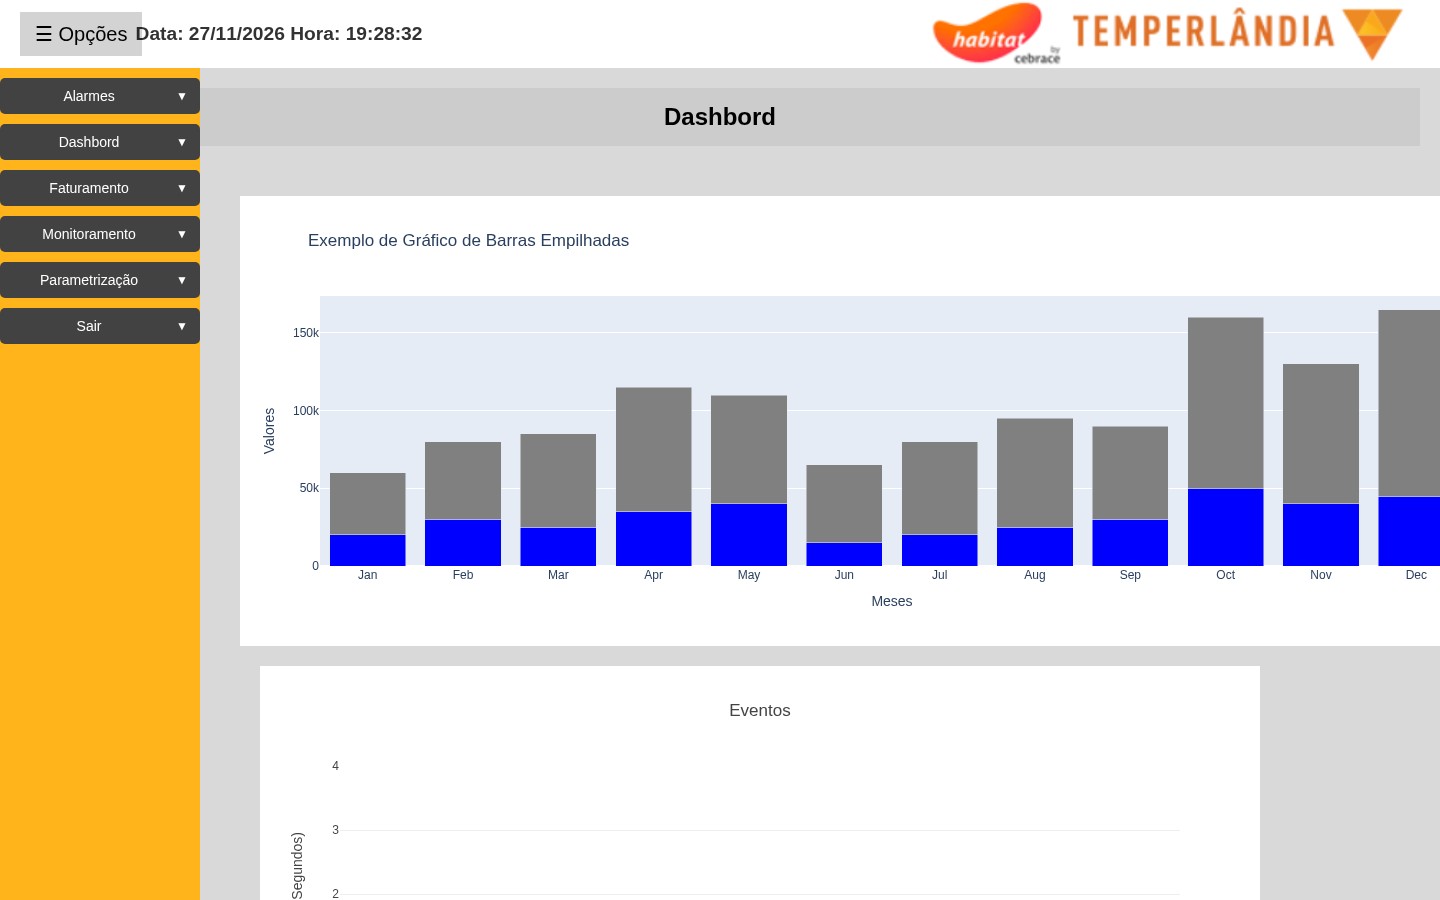 ☰ Opções
Data: 27/11/2026 Hora: 19:28:32
habitat
by
cebrace
TEMPERLÂNDIA
Alarmes ▼
Dashbord ▼
Faturamento ▼
Monitoramento ▼
Parametrização ▼
Sair ▼
Dashbord
Exemplo de Gráfico de Barras Empilhadas
150k
100k
50k
0
Valores
Jan Feb Mar Apr May Jun Jul Aug Sep Oct Nov Dec
Meses
Eventos
4
3
2
Segundos)